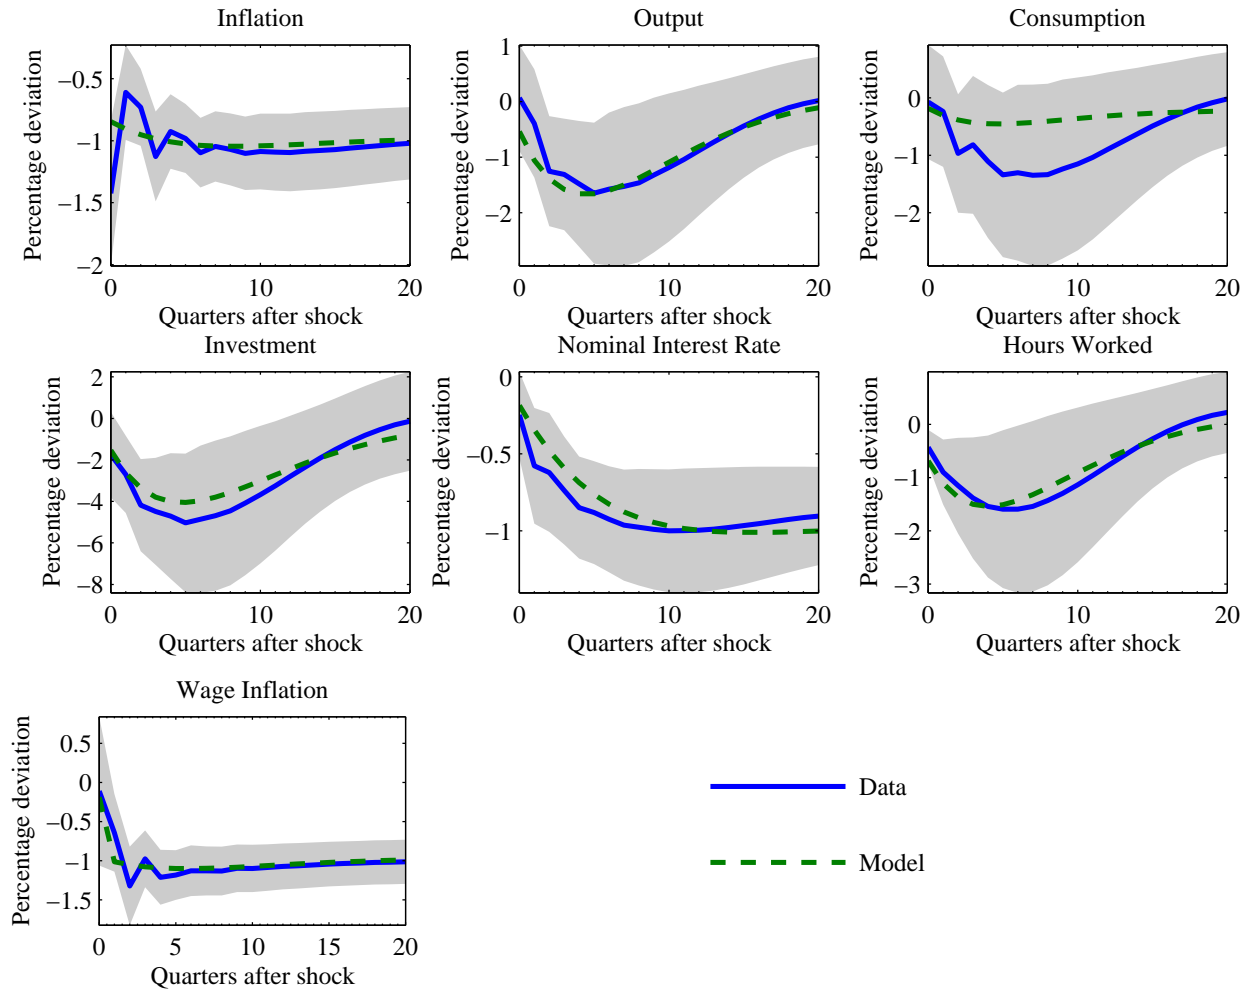 Inflation
Percentage deviation
−0.5
−1
−1.5
−2
0 10 20
Quarters after shock
Output
Percentage deviation
1
0
−1
−2
0 10 20
Quarters after shock
Consumption
Percentage deviation
0
−1
−2
0 10 20
Quarters after shock
Investment
Percentage deviation
2
0
−2
−4
−6
−8
0 10 20
Quarters after shock
Nominal Interest Rate
Percentage deviation
0
−0.5
−1
0 10 20
Quarters after shock
Hours Worked
Percentage deviation
0
−1
−2
−3
0 10 20
Quarters after shock
Wage Inflation
Percentage deviation
0.5
0
−0.5
−1
−1.5
0 5 10 15 20
Quarters after shock
Data
Model